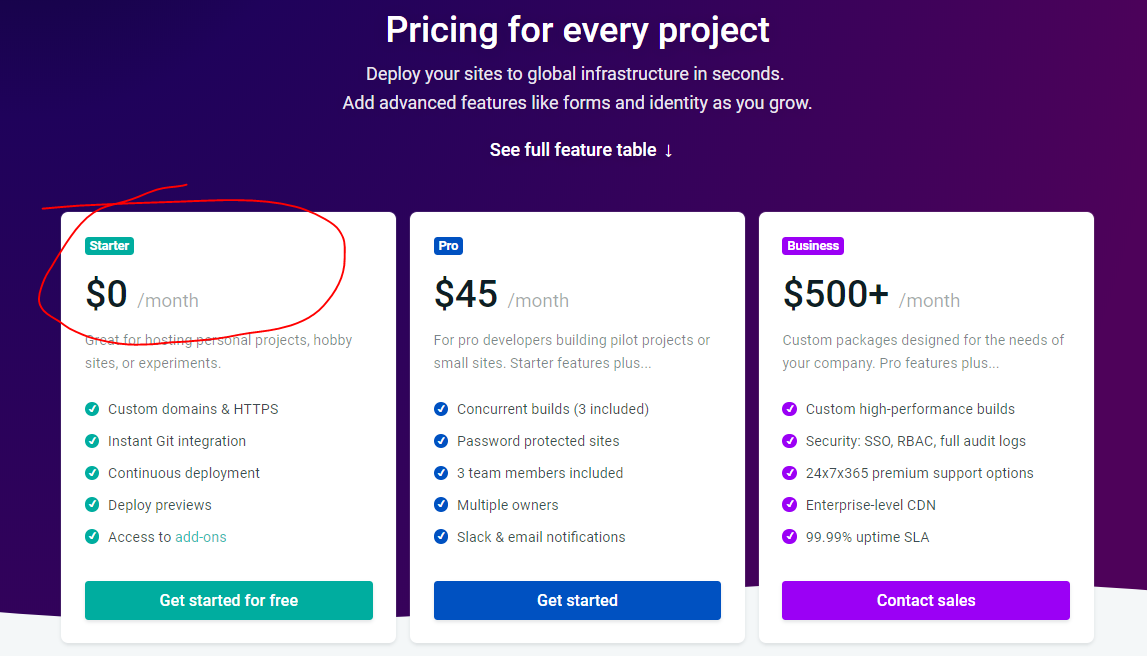 Pricing for every project
Deploy your sites to global infrastructure in seconds.
Add advanced features like forms and identity as you grow.
See full feature table ↓
Starter
$0 /month
Great for hosting personal projects, hobby
sites, or experiments.
Custom domains & HTTPS
Instant Git integration
Continuous deployment
Deploy previews
Access to add-ons
Get started for free
Pro
$45 /month
For pro developers building pilot projects or
small sites. Starter features plus...
Concurrent builds (3 included)
Password protected sites
3 team members included
Multiple owners
Slack & email notifications
Get started
Business
$500+ /month
Custom packages designed for the needs of
your company. Pro features plus...
Custom high-performance builds
Security: SSO, RBAC, full audit logs
24x7x365 premium support options
Enterprise-level CDN
99.99% uptime SLA
Contact sales